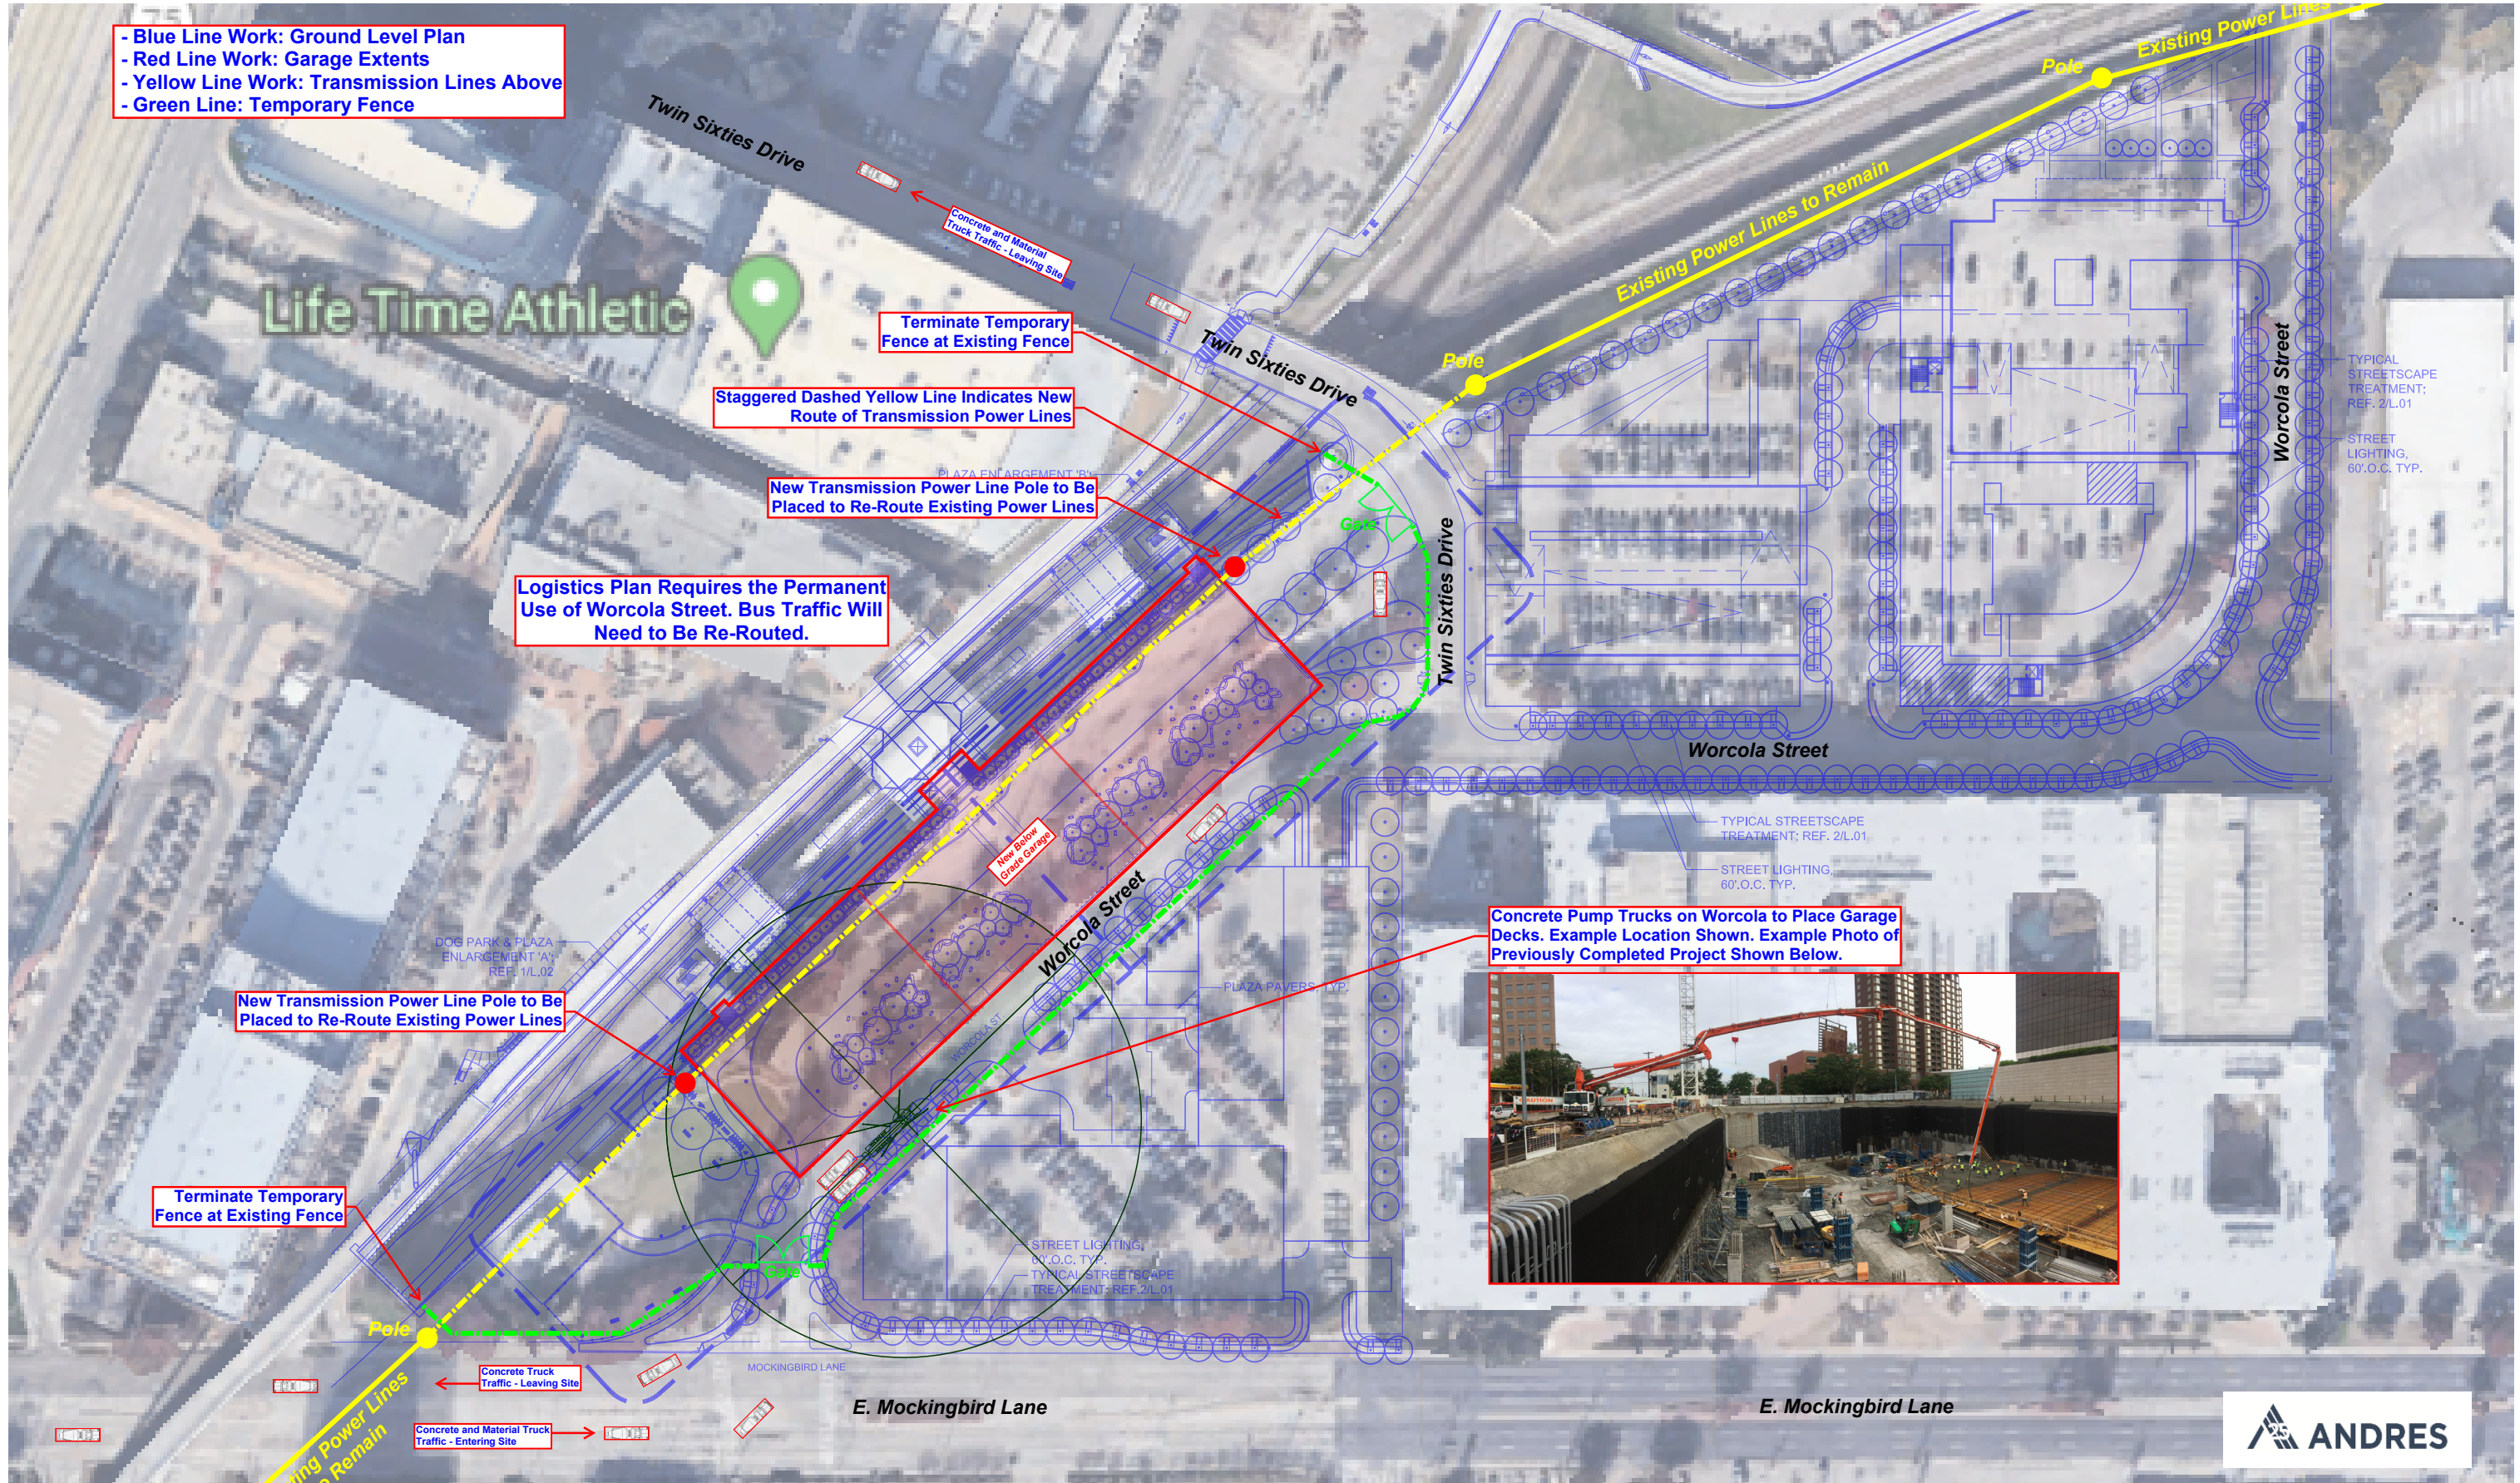 - Blue Line Work: Ground Level Plan
- Red Line Work: Garage Extents
- Yellow Line Work: Transmission Lines Above
- Green Line: Temporary Fence
Existing Power Lines
Pole
Twin Sixties Drive
Concrete and Material
Truck Traffic - Leaving Site
Existing Power Lines to Remain
Life Time Athletic
Terminate Temporary
Fence at Existing Fence
Twin Sixties Drive
Pole
Worcola Street
TYPICAL
STREETSCAPE
TREATMENT;
REF. 2/L.01
STREET
LIGHTING,
60'.O.C. TYP.
Staggered Dashed Yellow Line Indicates New
Route of Transmission Power Lines
PLAZA ENLARGEMENT 'B';
New Transmission Power Line Pole to Be
Placed to Re-Route Existing Power Lines
Gate
Twin Sixties Drive
Logistics Plan Requires the Permanent
Use of Worcola Street. Bus Traffic Will
Need to Be Re-Routed.
Worcola Street
TYPICAL STREETSCAPE
TREATMENT; REF. 2/L.01
STREET LIGHTING,
60'.O.C. TYP.
New Below
Grade Garage
Worcola Street
Concrete Pump Trucks on Worcola to Place Garage
Decks. Example Location Shown. Example Photo of
Previously Completed Project Shown Below.
DOG PARK & PLAZA
ENLARGEMENT 'A';
REF. 1/L.02
PLAZA PAVERS, TYP.
New Transmission Power Line Pole to Be
Placed to Re-Route Existing Power Lines
WORCOLA ST
CAUTION
Terminate Temporary
Fence at Existing Fence
STREET LIGHTING,
60'.O.C. TYP.
TYPICAL STREETSCAPE
TREATMENT; REF.2/L.01
Gate
Pole
MOCKINGBIRD LANE
Concrete Truck
Traffic - Leaving Site
Concrete and Material Truck
Traffic - Entering Site
E. Mockingbird Lane
E. Mockingbird Lane
ting Power Lines
o Remain
25
ANDRES